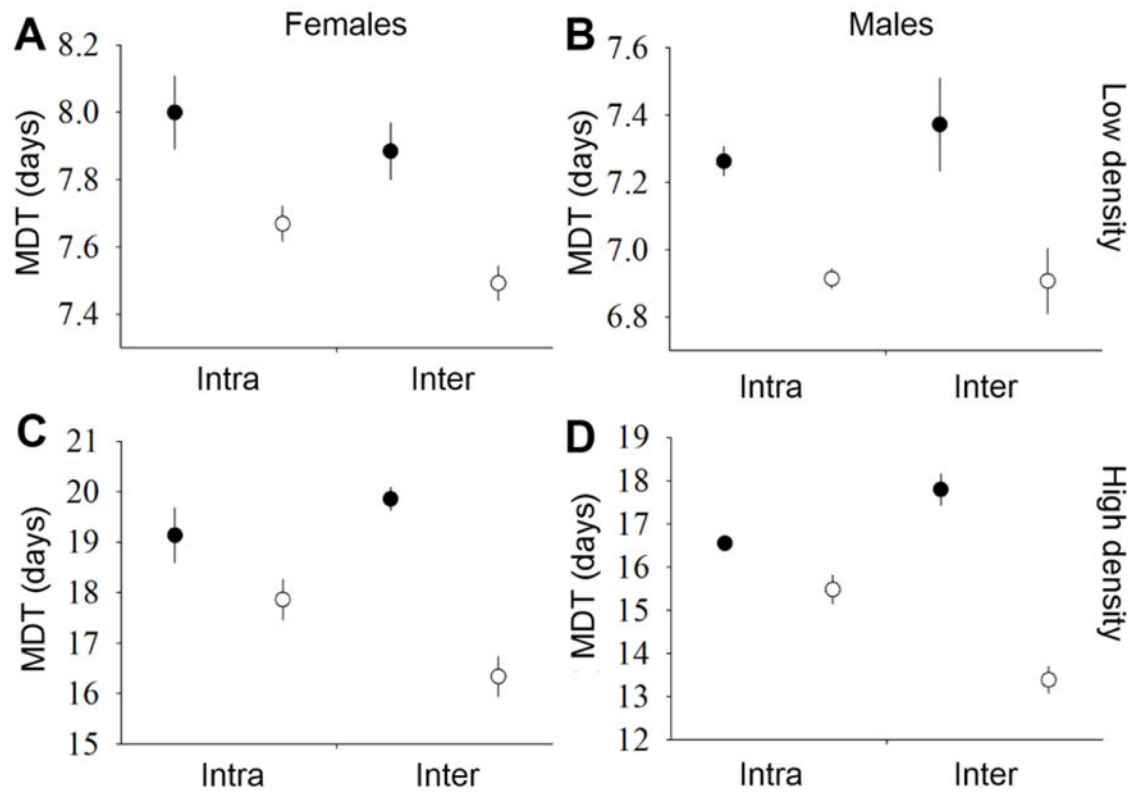 A
Females
B
Males
8.2
8.0
7.8
7.6
7.4
MDT (days)
Intra
Inter
7.6
7.4
7.2
7.0
6.8
MDT (days)
Intra
Inter
Low density
C
21
20
19
18
17
16
15
MDT (days)
Intra
Inter
D
19
18
17
16
15
14
13
12
MDT (days)
Intra
Inter
High density